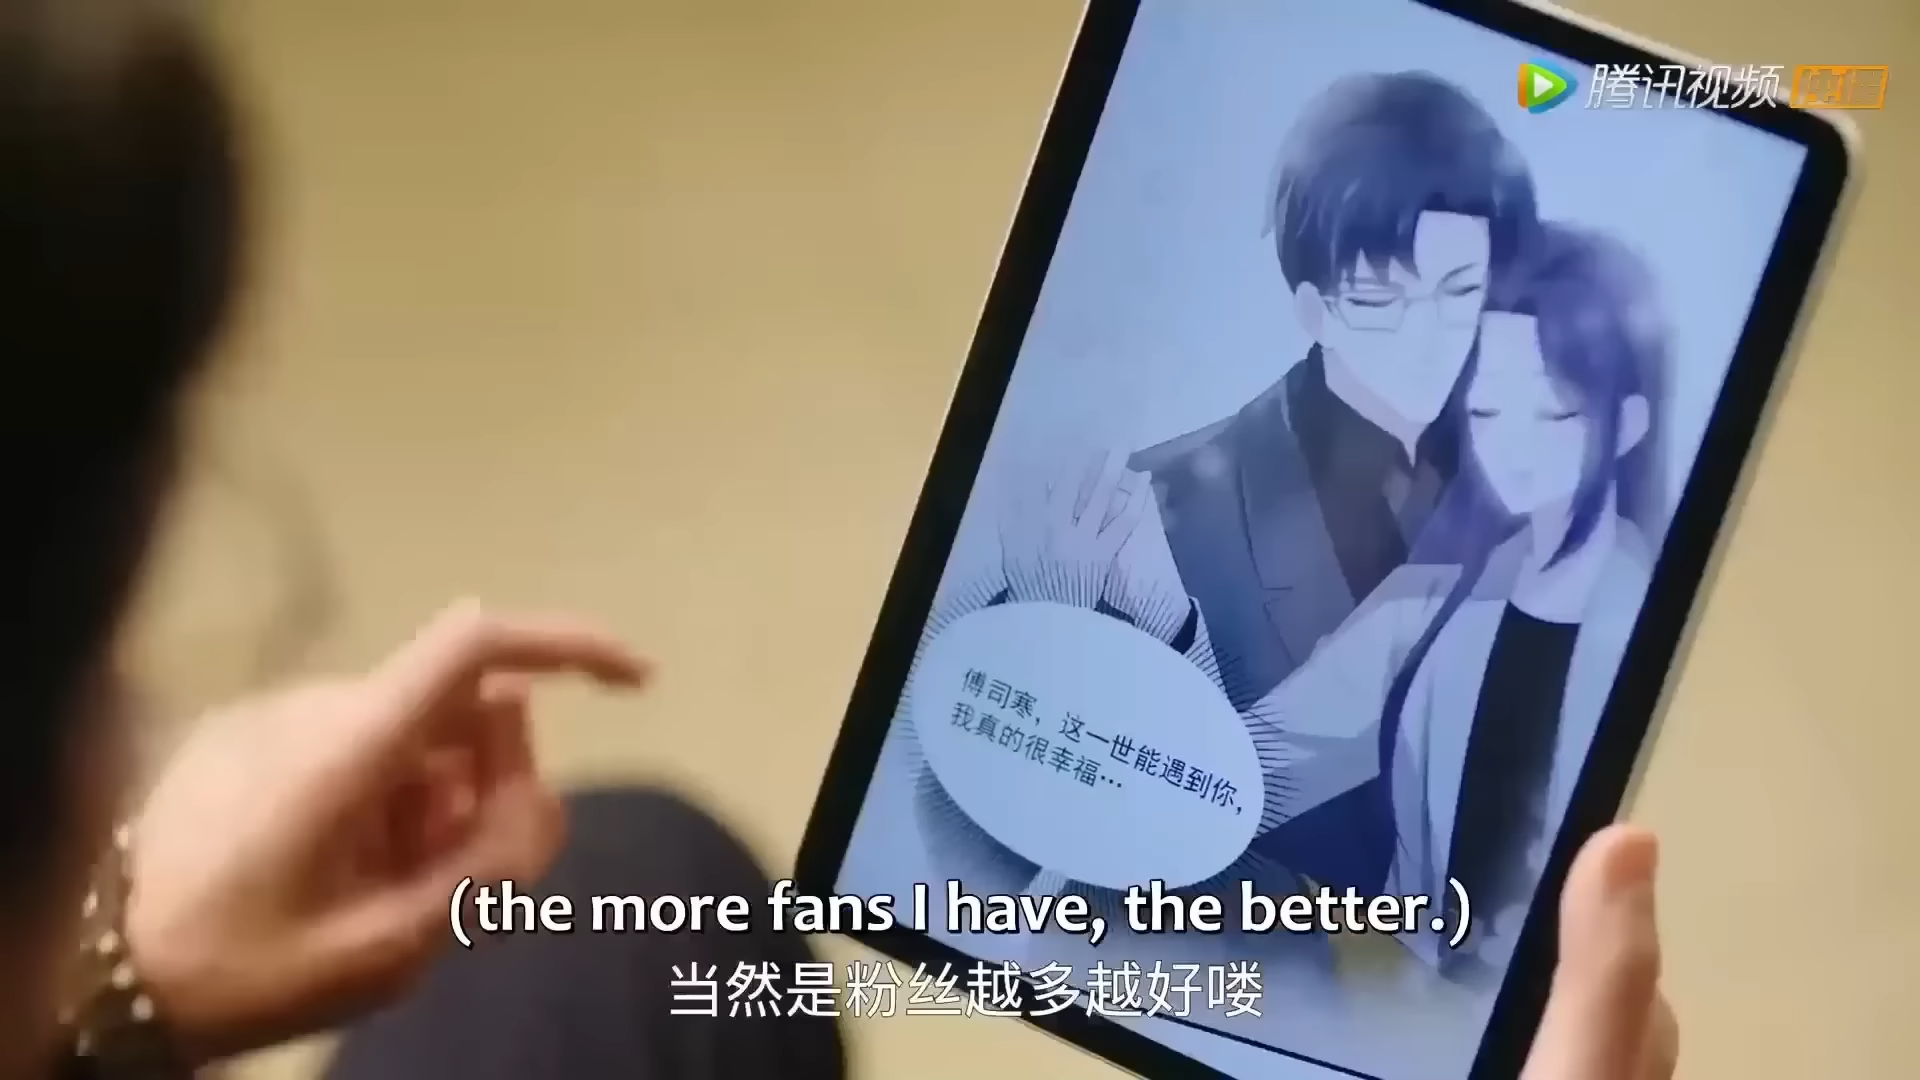 腾讯视频
傅司寒，这一世能遇到你，
我真的很幸福…
(the more fans I have, the better.)
当然是粉丝越多越好喽